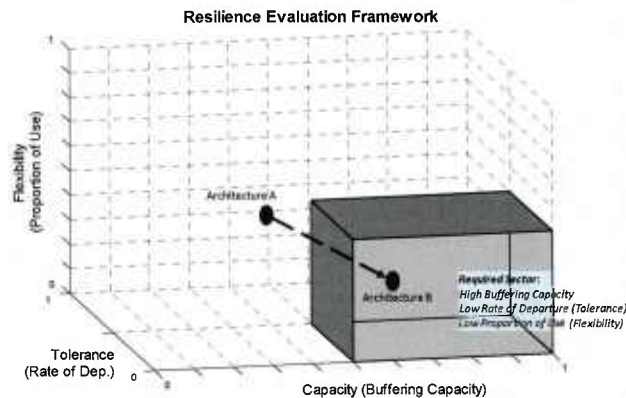 Resilience Evaluation Framework
1
Flexibility
(Proportion of Use)
Architecture A
0
1
Architecture B
Required Sector:
High Buffering Capacity
Low Rate of Departure (Tolerance)
Low Proportion of Use (Flexibility)
Tolerance
(Rate of Dep.)
0
0
1
Capacity (Buffering Capacity)